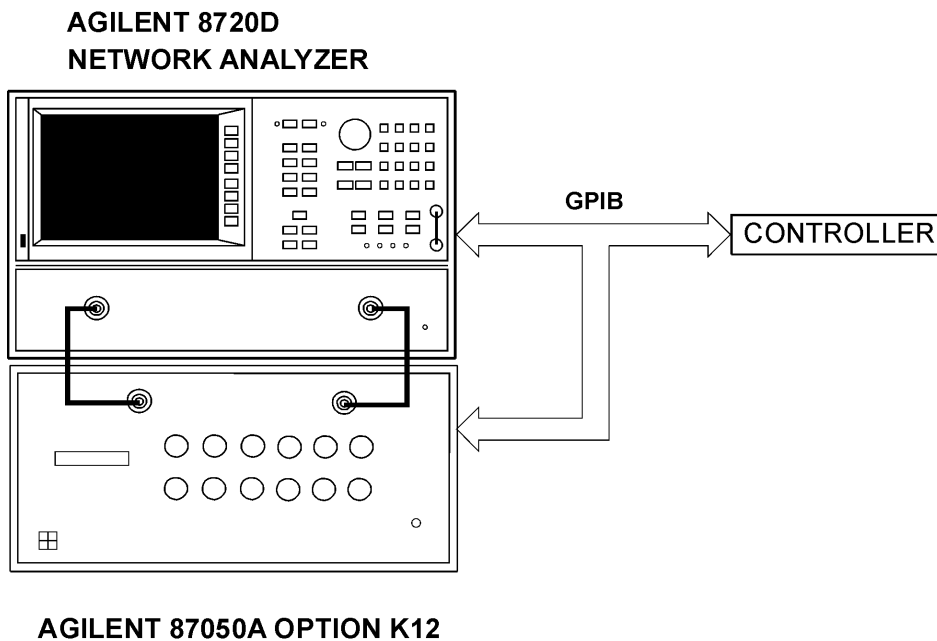 AGILENT 8720D
NETWORK ANALYZER
GPIB
CONTROLLER
AGILENT 87050A OPTION K12